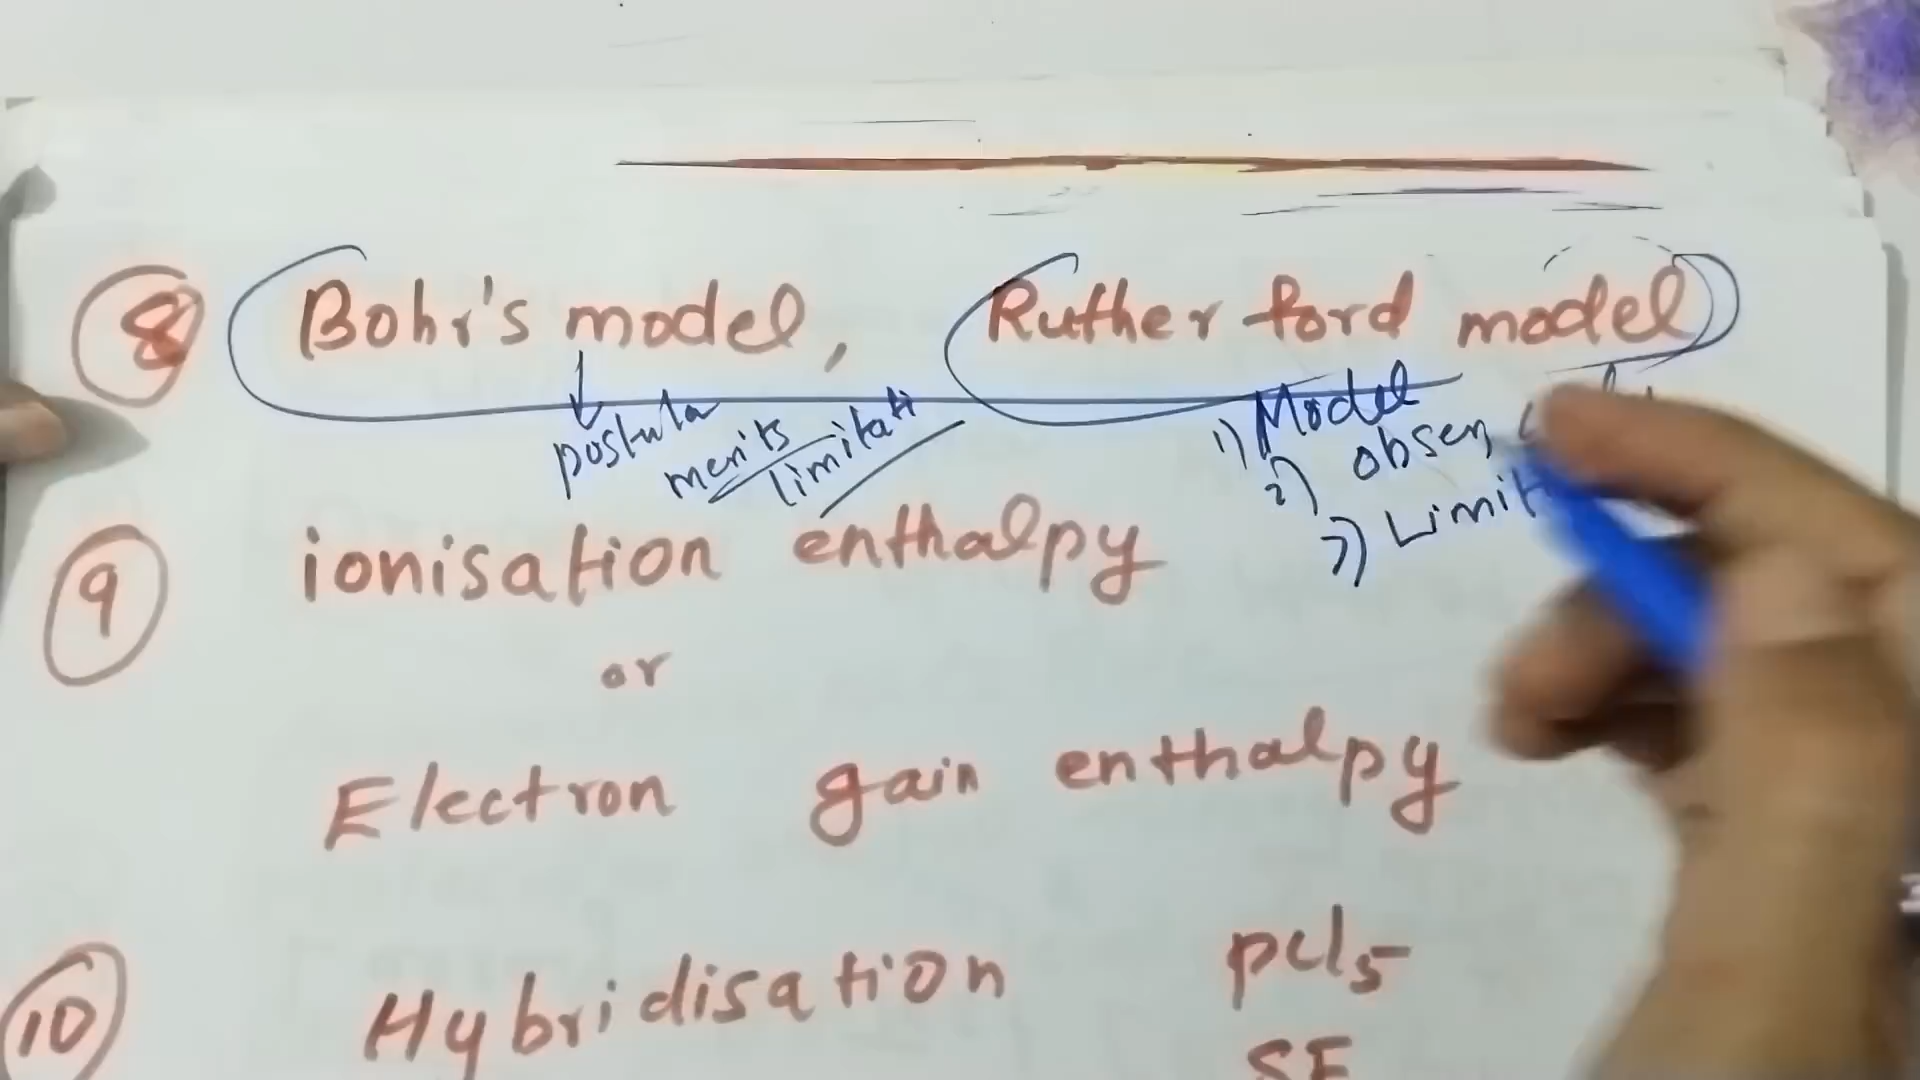 8 Bohr's model, Rutherford model
postula
merits
limitati
1) Model
2) obser
3) Limit
9 ionisation enthalpy
or
Electron gain enthalpy
10 Hybridisation pcl5
SF